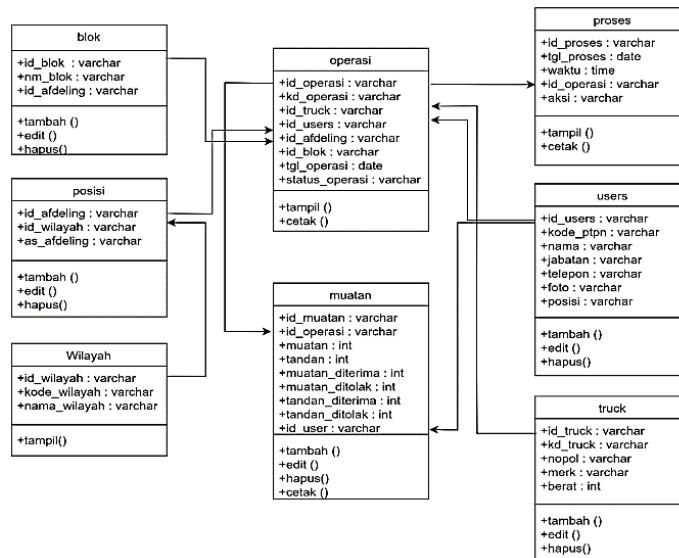 blok
+id_blok : varchar
+nm_blok : varchar
+id_afdeling : varchar
+tambah ()
+edit ()
+hapus()
posisi
+id_afdeling : varchar
+id_wilayah : varchar
+as_afdeling : varchar
+tambah ()
+edit ()
+hapus()
Wilayah
+id_wilayah : varchar
+kode_wilayah : varchar
+nama_wilayah : varchar
+tampil()
operasi
+id_operasi : varchar
+kd_operasi : varchar
+id_truck : varchar
+id_users : varchar
+id_afdeling : varchar
+id_blok : varchar
+tgl_operasi : date
+status_operasi : varchar
+tampil ()
+cetak ()
muatan
+id_muatan : varchar
+id_operasi : varchar
+muatan : int
+tandan : int
+muatan_diterima : int
+muatan_ditolak : int
+tandan_diterima : int
+tandan_ditolak : int
+id_user : varchar
+tambah ()
+edit ()
+hapus()
+cetak ()
proses
+id_proses : varchar
+tgl_proses : date
+waktu : time
+id_operasi : varchar
+aksi : varchar
+tampil ()
+cetak ()
users
+id_users : varchar
+kode_ptpn : varchar
+nama : varchar
+jabatan : varchar
+telepon : varchar
+foto : varchar
+posisi : varchar
+tambah ()
+edit ()
+hapus()
truck
+id_truck : varchar
+kd_truck : varchar
+nopol : varchar
+merk : varchar
+berat : int
+tambah ()
+edit ()
+hapus()